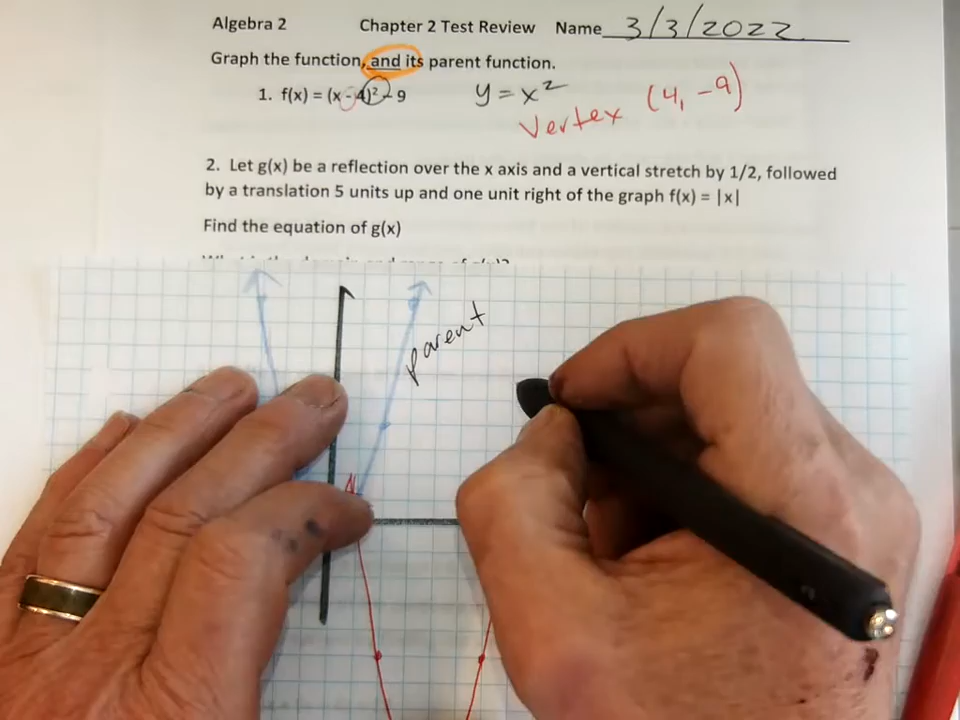 Algebra 2 Chapter 2 Test Review Name 3/3/2022
Graph the function, and its parent function.
1. f(x) = (x - 4)² - 9 y = x² Vertex (4, -9)
2. Let g(x) be a reflection over the x axis and a vertical stretch by 1/2, followed
by a translation 5 units up and one unit right of the graph f(x) = |x|
Find the equation of g(x)
parent